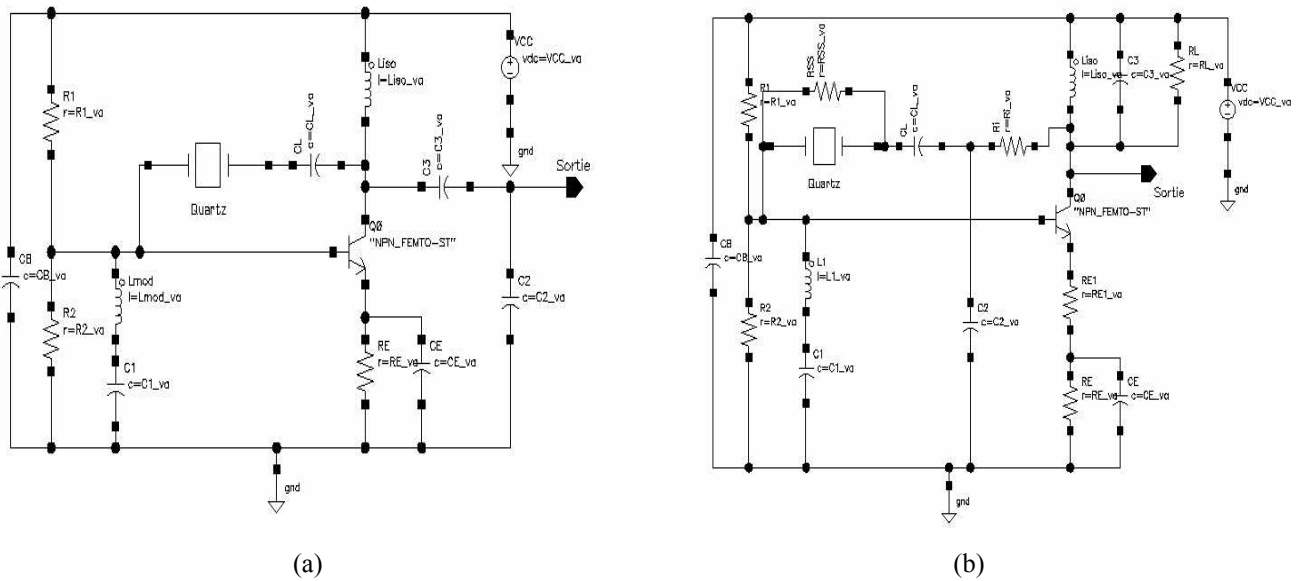 Liso
l=Liso_va
VCC
vdc=VCC_va
gnd
R1
r=R1_va
CL
c=CL_va
C3
c=C3_va
Sortie
Quartz
Q0
"NPN_FEMTO-ST"
CB
c=CB_va
Lmod
l=Lmod_va
R2
r=R2_va
C1
c=C1_va
C2
c=C2_va
RE
r=RE_va
CE
c=CE_va
gnd
(a)
RSS
r=RSS_va
Liso
l=Liso_va
C3
c=C3_va
RL
r=RL_va
VCC
vdc=VCC_va
gnd
R1
r=R1_va
CL
c=CL_va
Ri
r=Ri_va
Quartz
Sortie
Q0
"NPN_FEMTO-ST"
CB
c=CB_va
L1
l=L1_va
RE1
r=RE1_va
R2
r=R2_va
C2
c=C2_va
C1
c=C1_va
RE
r=RE_va
CE
c=CE_va
gnd
(b)